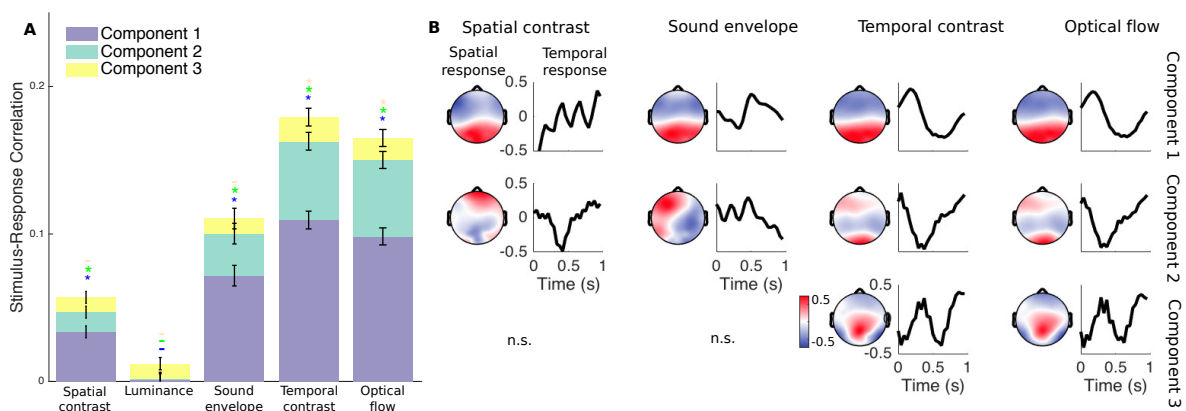 A
Component 1
Component 2
Component 3
Stimulus-Response Correlation
0.2
0.1
0
*
*
*
*
*
*
*
*
*
*
Spatial
contrast
Luminance
Sound
envelope
Temporal
contrast
Optical
flow
B
Spatial contrast
Sound envelope
Temporal contrast
Optical flow
Spatial
response
Temporal
response
0.5
0
-0.5
Component 1
0.5
0
-0.5
0
0.5
1
Time (s)
0
0.5
1
Time (s)
Component 2
n.s.
n.s.
0.5
-0.5
0.5
-0.5
0
0.5
1
Time (s)
0
0.5
1
Time (s)
Component 3